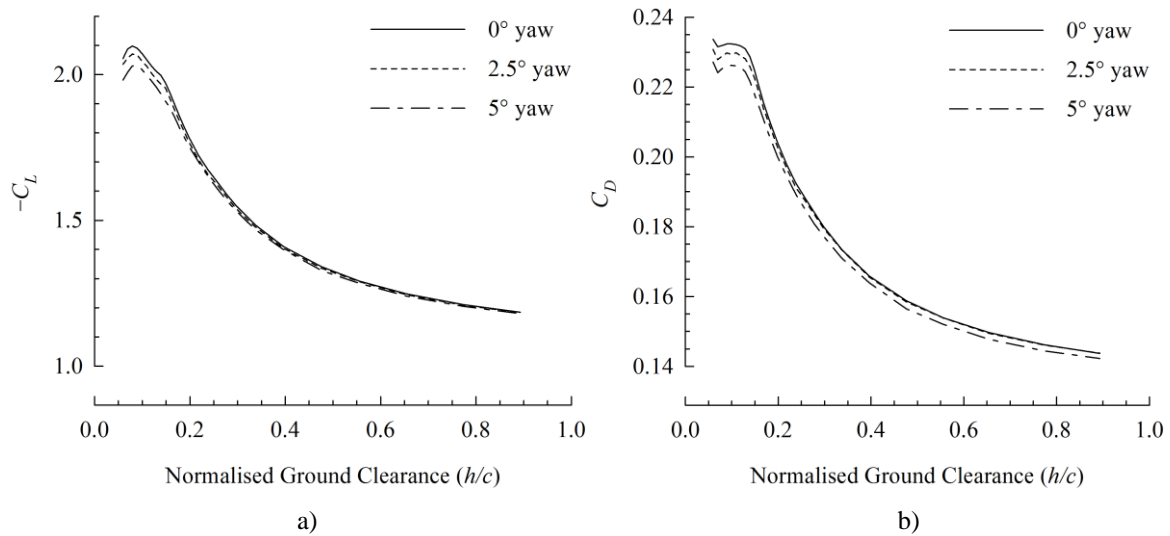 0° yaw
2.5° yaw
5° yaw
2.0
1.5
1.0
−C_L
0.0 0.2 0.4 0.6 0.8 1.0
Normalised Ground Clearance (h/c)
a)
0° yaw
2.5° yaw
5° yaw
0.24
0.22
0.20
0.18
0.16
0.14
C_D
0.0 0.2 0.4 0.6 0.8 1.0
Normalised Ground Clearance (h/c)
b)